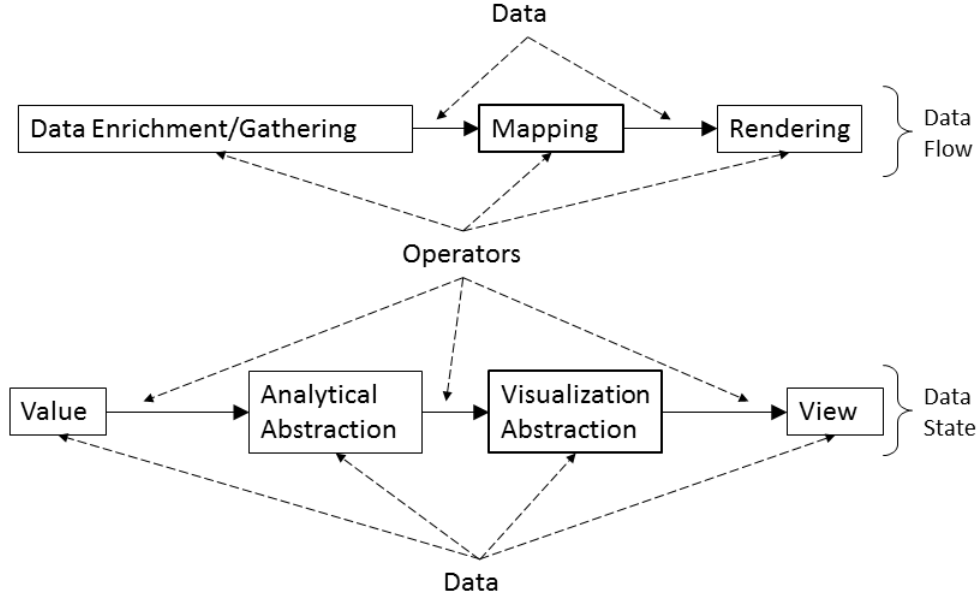 Data
Data Enrichment/Gathering
Mapping
Rendering
Data
Flow
Operators
Value
Analytical
Abstraction
Visualization
Abstraction
View
Data
State
Data